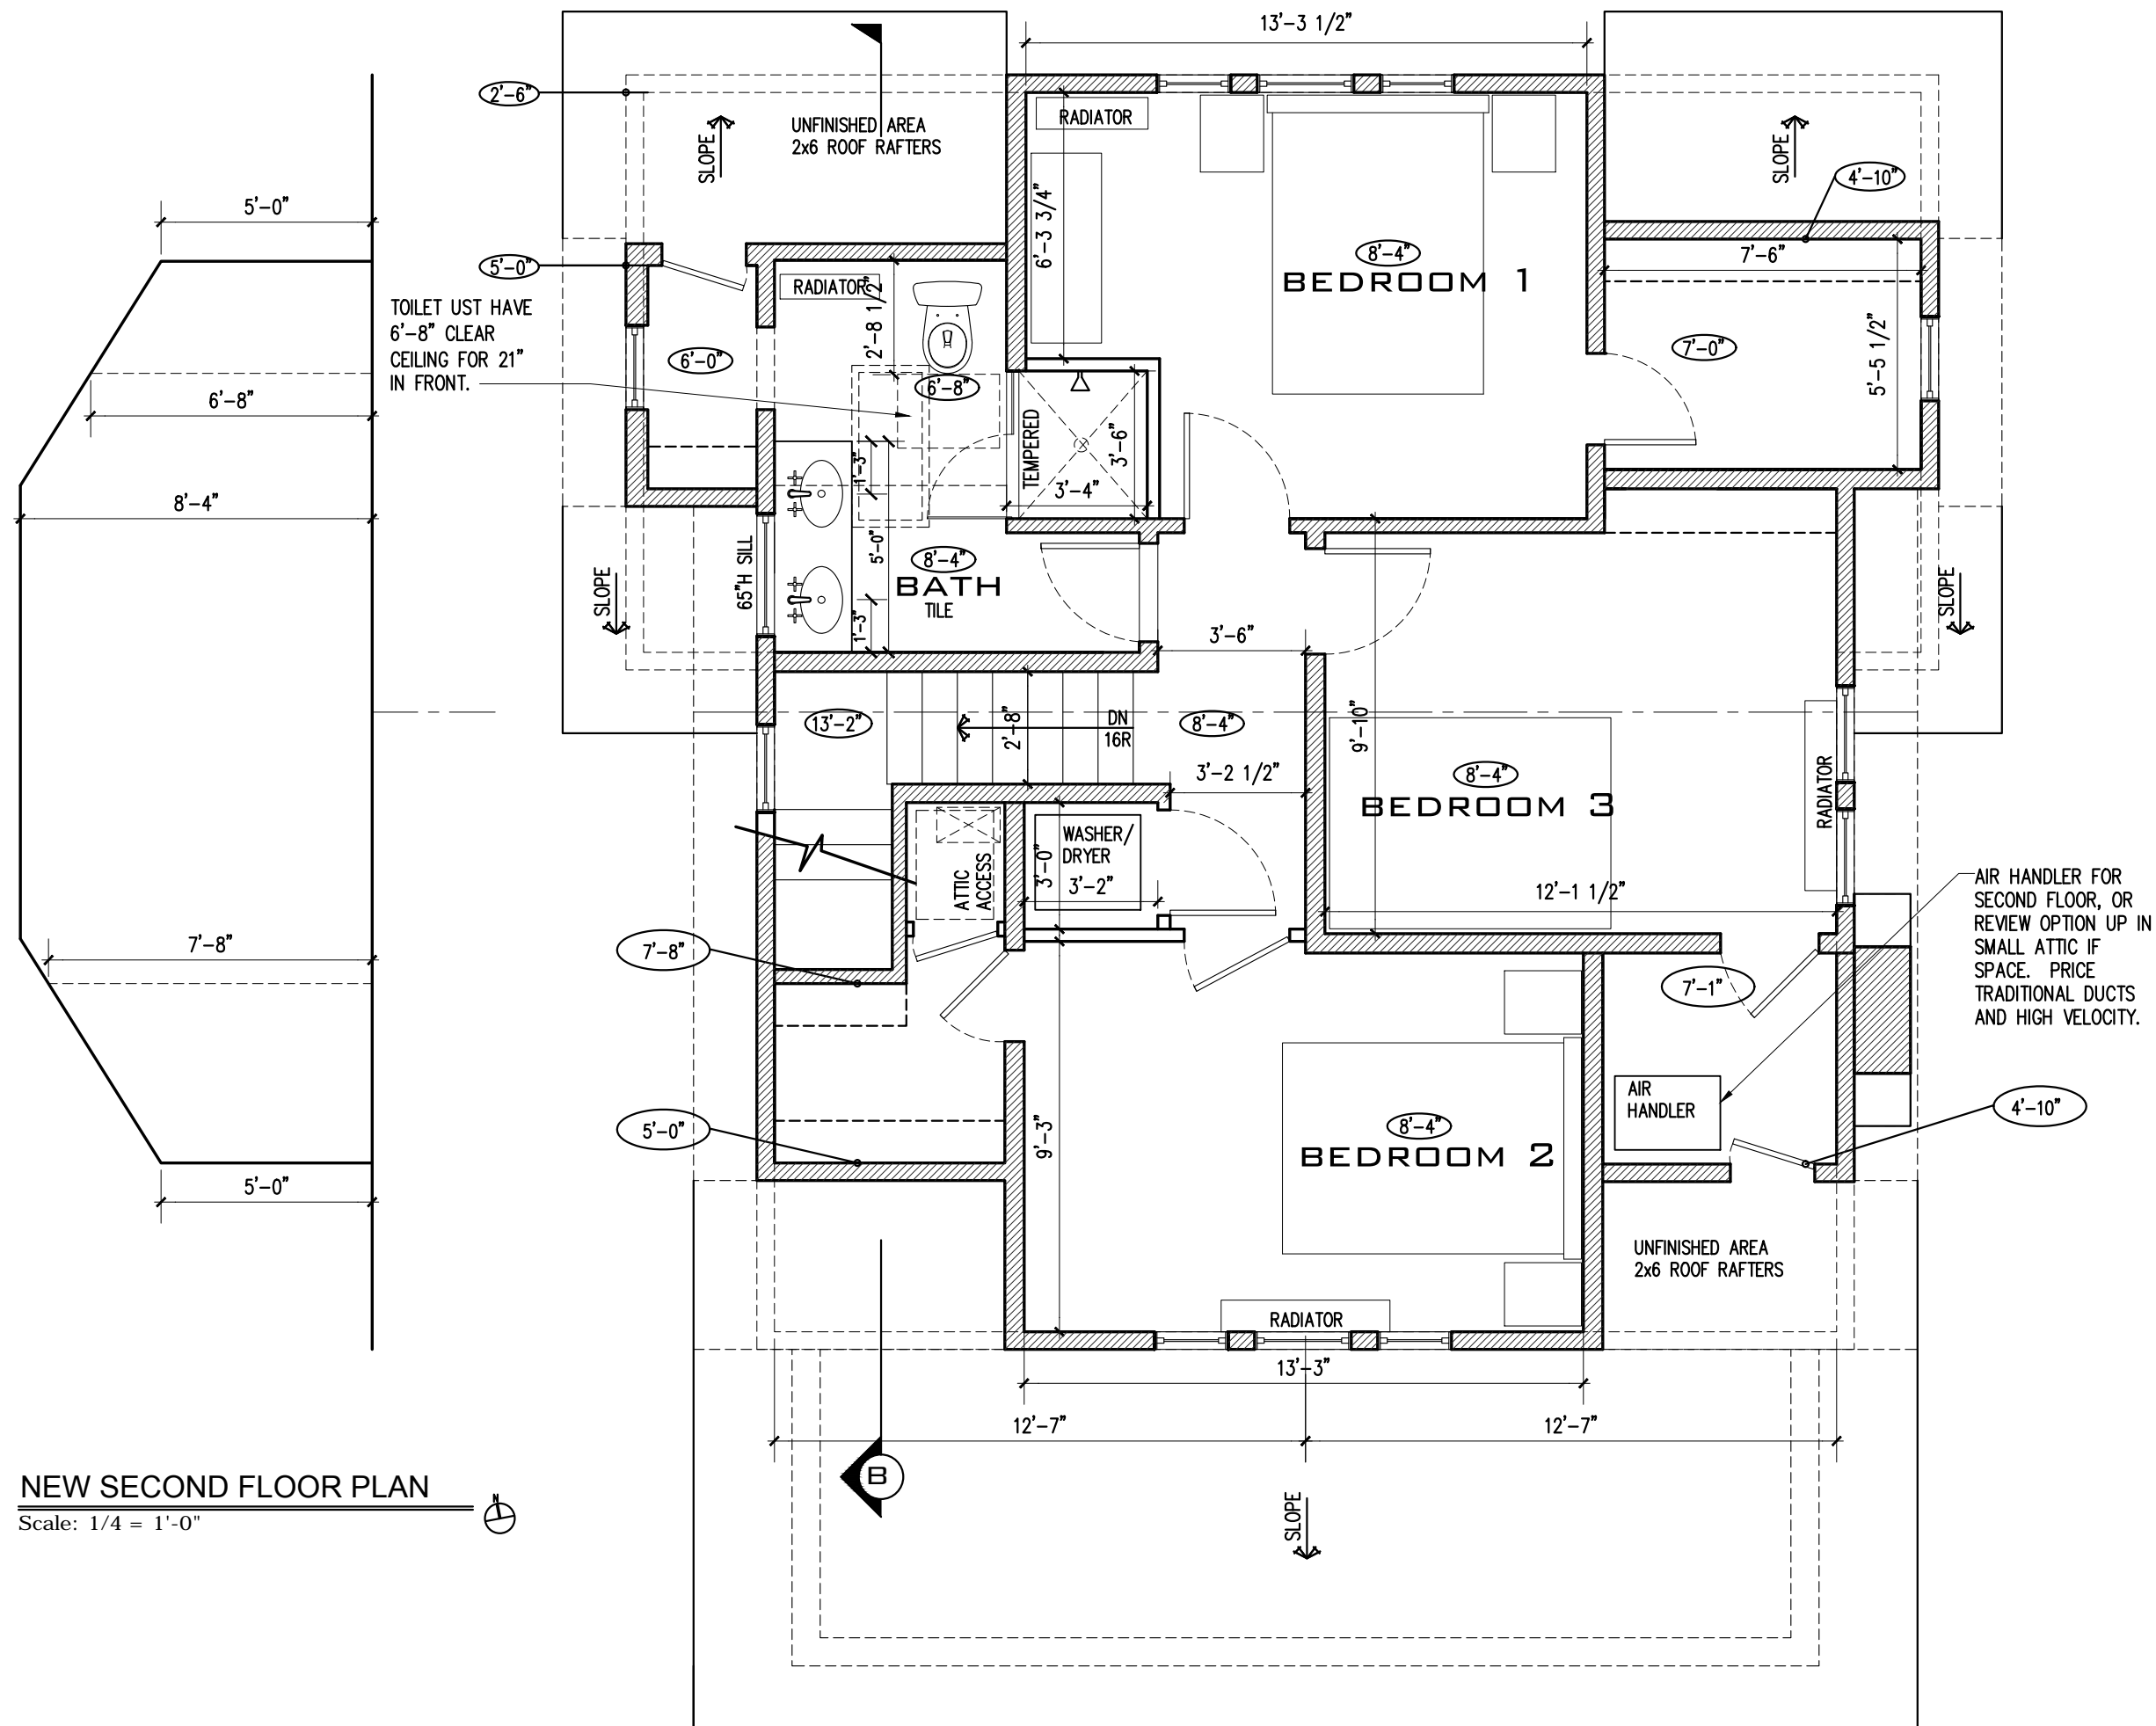 13'-3 1/2"
2'-6"
UNFINISHED AREA
2x6 ROOF RAFTERS
SLOPE
RADIATOR
SLOPE
4'-10"
5'-0"
6'-3 3/4"
8'-4"
BEDROOM 1
7'-6"
5'-0"
RADIATOR
2'-8 1/2"
TOILET UST HAVE
6'-8" CLEAR
CEILING FOR 21"
IN FRONT.
6'-0"
6'-8"
7'-0"
5'-5 1/2"
6'-8"
TEMPERED
3'-6"
3'-4"
1'-3"
8'-4"
65"H SILL
5'-0"
8'-4"
BATH
TILE
1'-3"
SLOPE
SLOPE
3'-6"
13'-2"
2'-8"
DN
16R
8'-4"
9'-10"
3'-2 1/2"
8'-4"
BEDROOM 3
RADIATOR
WASHER/
DRYER
3'-0"
3'-2"
ATTIC
ACCESS
12'-1 1/2"
AIR HANDLER FOR
SECOND FLOOR, OR
REVIEW OPTION UP IN
SMALL ATTIC IF
SPACE. PRICE
TRADITIONAL DUCTS
AND HIGH VELOCITY.
7'-8"
7'-8"
7'-1"
AIR
HANDLER
4'-10"
5'-0"
9'-3"
8'-4"
BEDROOM 2
5'-0"
UNFINISHED AREA
2x6 ROOF RAFTERS
RADIATOR
13'-3"
12'-7"
12'-7"
B
NEW SECOND FLOOR PLAN
N
Scale: 1/4 = 1'-0"
SLOPE